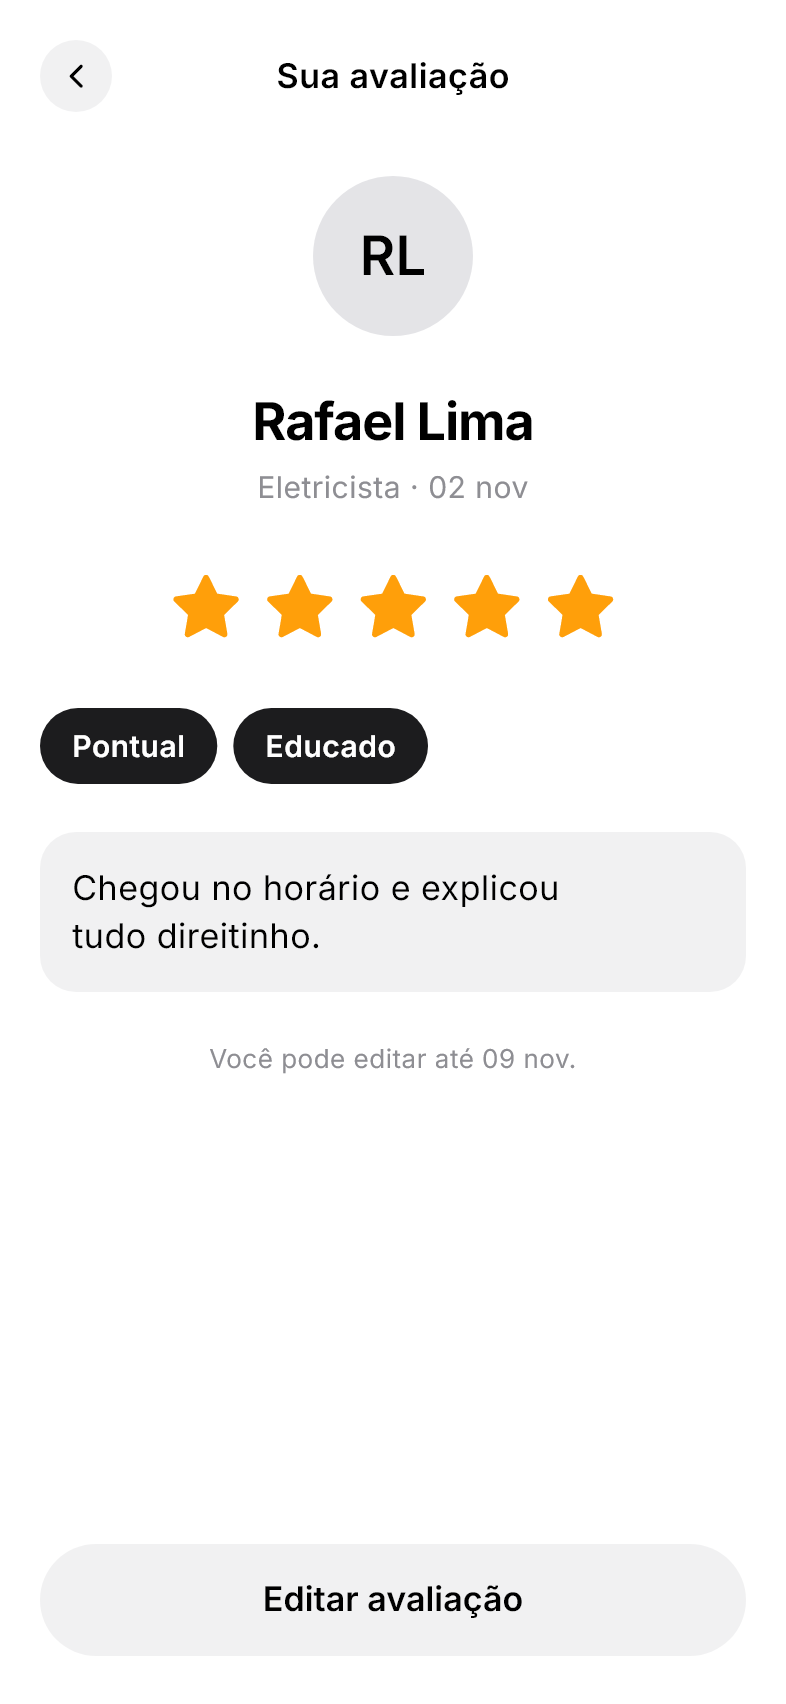 Sua avaliação
RL
Rafael Lima
Eletricista · 02 nov
Pontual
Educado
Chegou no horário e explicou
tudo direitinho.
Você pode editar até 09 nov.
Editar avaliação